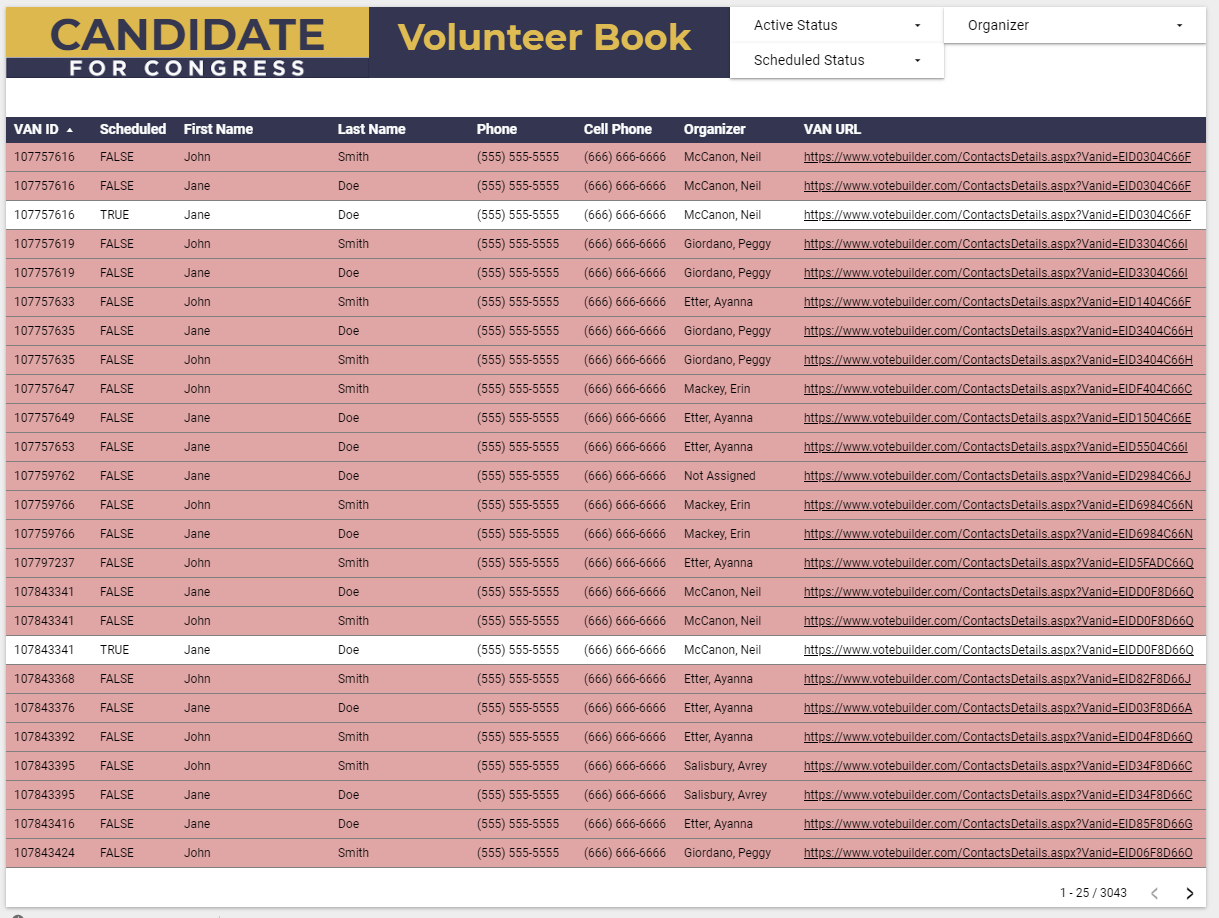 CANDIDATE
FOR CONGRESS
Volunteer Book
Active Status
Organizer
Scheduled Status
VAN ID Scheduled First Name Last Name Phone Cell Phone Organizer VAN URL
107757616 FALSE John Smith (555) 555-5555 (666) 666-6666 McCanon, Neil https://www.votebuilder.com/ContactsDetails.aspx?Vanid=EID0304C66F
107757616 FALSE Jane Doe (555) 555-5555 (666) 666-6666 McCanon, Neil https://www.votebuilder.com/ContactsDetails.aspx?Vanid=EID0304C66F
107757616 TRUE Jane Doe (555) 555-5555 (666) 666-6666 McCanon, Neil https://www.votebuilder.com/ContactsDetails.aspx?Vanid=EID0304C66F
107757619 FALSE John Smith (555) 555-5555 (666) 666-6666 Giordano, Peggy https://www.votebuilder.com/ContactsDetails.aspx?Vanid=EID3304C66I
107757619 FALSE Jane Doe (555) 555-5555 (666) 666-6666 Giordano, Peggy https://www.votebuilder.com/ContactsDetails.aspx?Vanid=EID3304C66I
107757633 FALSE John Smith (555) 555-5555 (666) 666-6666 Etter, Ayanna https://www.votebuilder.com/ContactsDetails.aspx?Vanid=EID1404C66F
107757635 FALSE Jane Doe (555) 555-5555 (666) 666-6666 Giordano, Peggy https://www.votebuilder.com/ContactsDetails.aspx?Vanid=EID3404C66H
107757635 FALSE John Smith (555) 555-5555 (666) 666-6666 Giordano, Peggy https://www.votebuilder.com/ContactsDetails.aspx?Vanid=EID3404C66H
107757647 FALSE John Smith (555) 555-5555 (666) 666-6666 Mackey, Erin https://www.votebuilder.com/ContactsDetails.aspx?Vanid=EIDF404C66C
107757649 FALSE Jane Doe (555) 555-5555 (666) 666-6666 Etter, Ayanna https://www.votebuilder.com/ContactsDetails.aspx?Vanid=EID1504C66E
107757653 FALSE Jane Doe (555) 555-5555 (666) 666-6666 Etter, Ayanna https://www.votebuilder.com/ContactsDetails.aspx?Vanid=EID5504C66I
107759762 FALSE Jane Doe (555) 555-5555 (666) 666-6666 Not Assigned https://www.votebuilder.com/ContactsDetails.aspx?Vanid=EID2984C66J
107759766 FALSE John Smith (555) 555-5555 (666) 666-6666 Mackey, Erin https://www.votebuilder.com/ContactsDetails.aspx?Vanid=EID6984C66N
107759766 FALSE Jane Doe (555) 555-5555 (666) 666-6666 Mackey, Erin https://www.votebuilder.com/ContactsDetails.aspx?Vanid=EID6984C66N
107797237 FALSE John Smith (555) 555-5555 (666) 666-6666 Etter, Ayanna https://www.votebuilder.com/ContactsDetails.aspx?Vanid=EID5FADC66Q
107843341 FALSE Jane Doe (555) 555-5555 (666) 666-6666 McCanon, Neil https://www.votebuilder.com/ContactsDetails.aspx?Vanid=EIDD0F8D66Q
107843341 FALSE John Smith (555) 555-5555 (666) 666-6666 McCanon, Neil https://www.votebuilder.com/ContactsDetails.aspx?Vanid=EIDD0F8D66Q
107843341 TRUE Jane Doe (555) 555-5555 (666) 666-6666 McCanon, Neil https://www.votebuilder.com/ContactsDetails.aspx?Vanid=EIDD0F8D66Q
107843368 FALSE John Smith (555) 555-5555 (666) 666-6666 Etter, Ayanna https://www.votebuilder.com/ContactsDetails.aspx?Vanid=EID82F8D66J
107843376 FALSE Jane Doe (555) 555-5555 (666) 666-6666 Etter, Ayanna https://www.votebuilder.com/ContactsDetails.aspx?Vanid=EID03F8D66A
107843392 FALSE John Smith (555) 555-5555 (666) 666-6666 Etter, Ayanna https://www.votebuilder.com/ContactsDetails.aspx?Vanid=EID04F8D66Q
107843395 FALSE John Smith (555) 555-5555 (666) 666-6666 Salisbury, Avrey https://www.votebuilder.com/ContactsDetails.aspx?Vanid=EID34F8D66C
107843395 FALSE Jane Doe (555) 555-5555 (666) 666-6666 Salisbury, Avrey https://www.votebuilder.com/ContactsDetails.aspx?Vanid=EID34F8D66C
107843416 FALSE Jane Doe (555) 555-5555 (666) 666-6666 Etter, Ayanna https://www.votebuilder.com/ContactsDetails.aspx?Vanid=EID85F8D66G
107843424 FALSE John Smith (555) 555-5555 (666) 666-6666 Giordano, Peggy https://www.votebuilder.com/ContactsDetails.aspx?Vanid=EID06F8D66O
1 - 25 / 3043